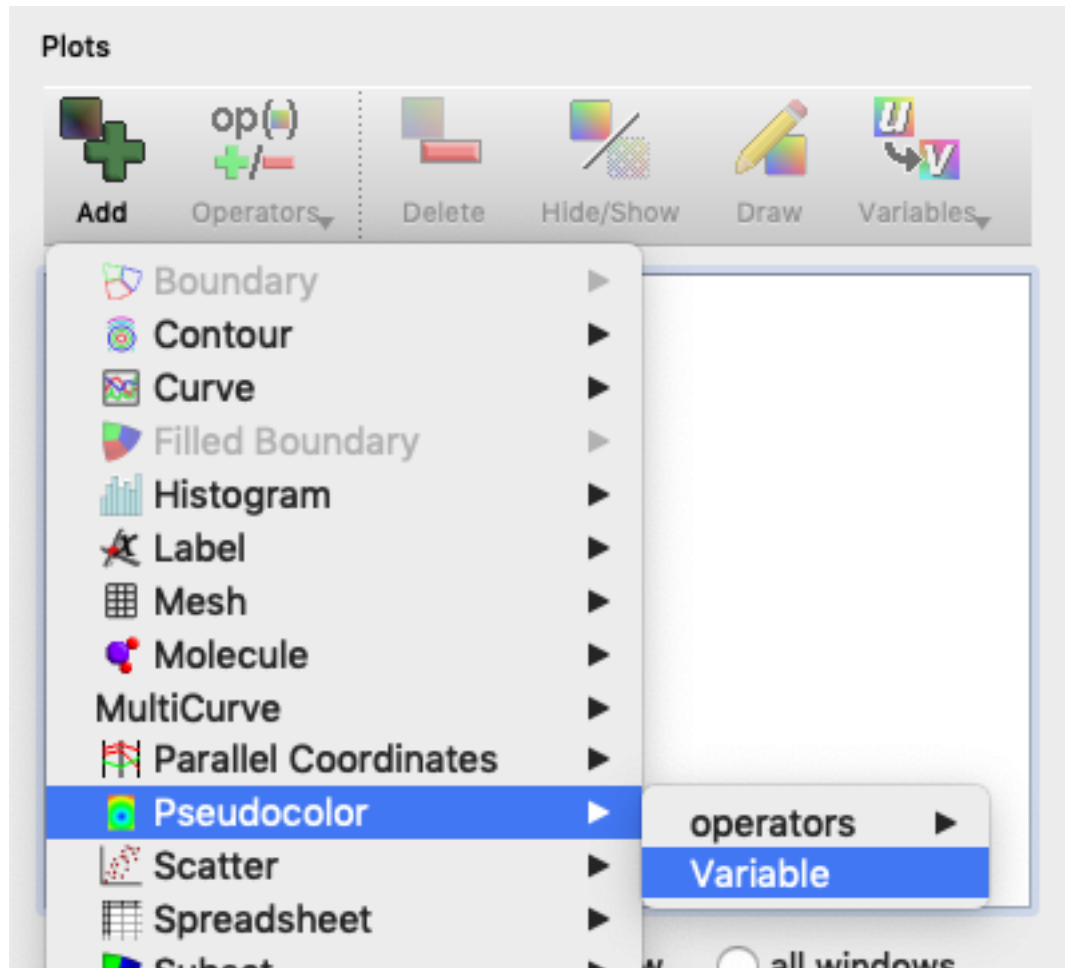 Plots
op( )
+/-
Add Operators Delete Hide/Show Draw Variables
u
v
Boundary
Contour
Curve
Filled Boundary
Histogram
Label
Mesh
Molecule
MultiCurve
Parallel Coordinates
Pseudocolor
operators
Variable
Scatter
Spreadsheet
Subset
all windows